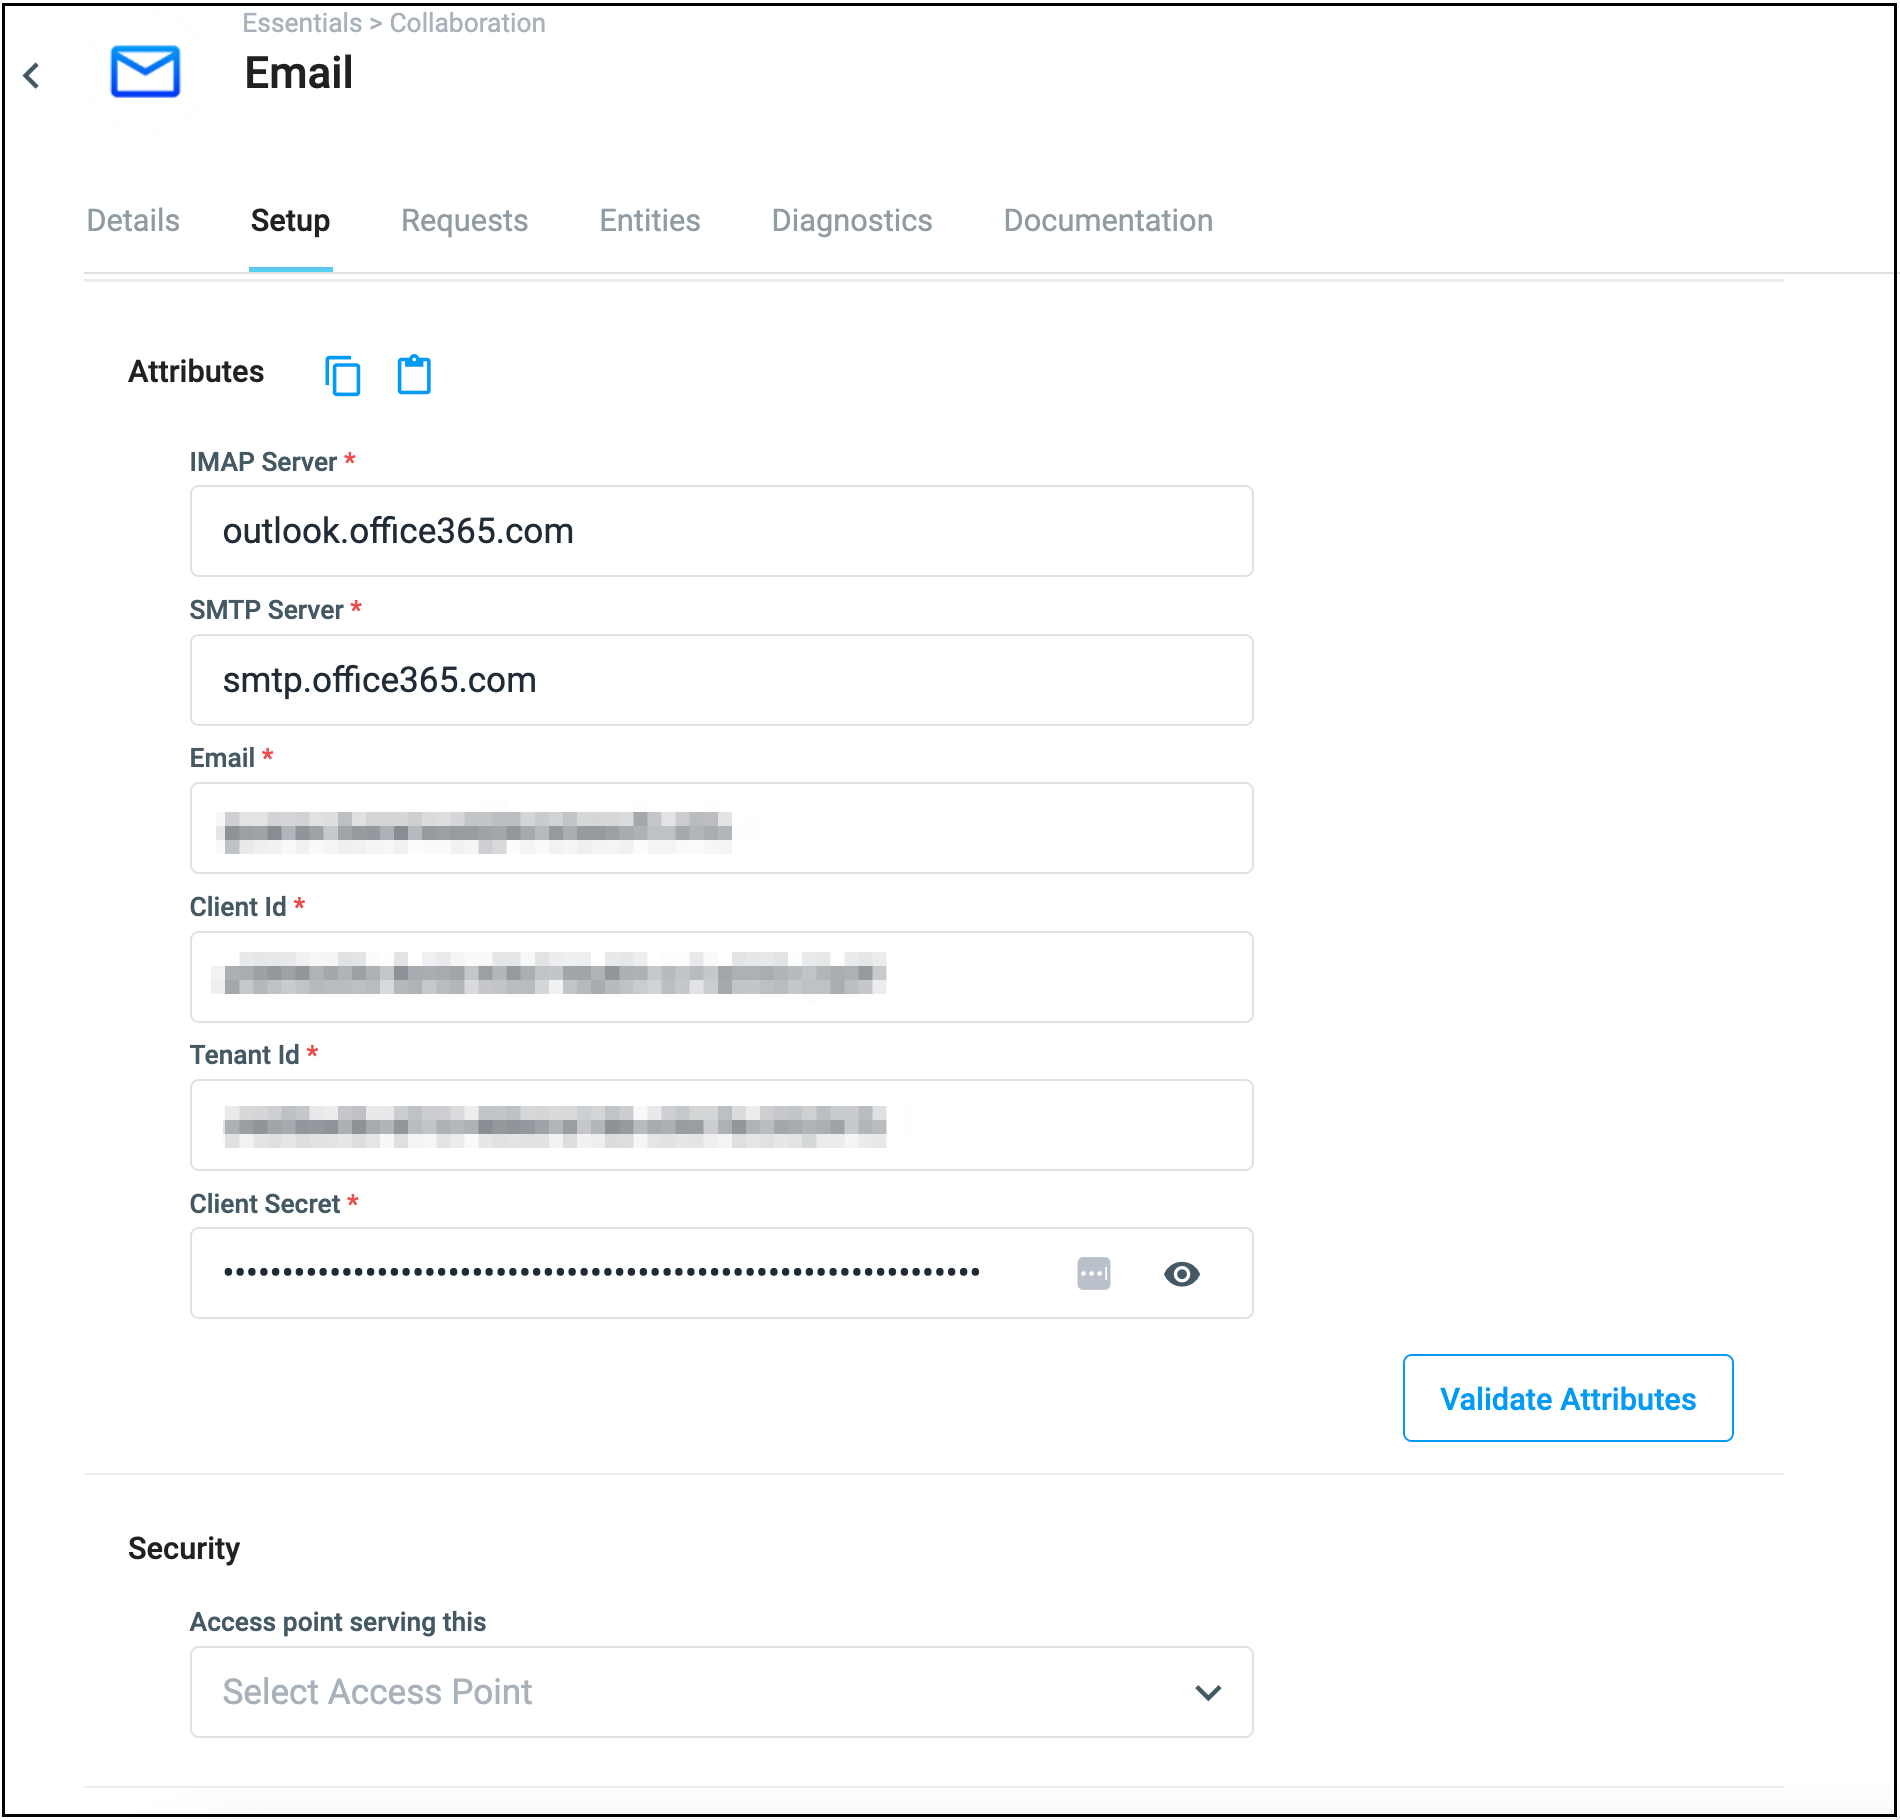 Essentials > Collaboration
Email
Details Setup Requests Entities Diagnostics Documentation
Attributes
IMAP Server *
outlook.office365.com
SMTP Server *
smtp.office365.com
Email *
Client Id *
Tenant Id *
Client Secret *
••••••••••••••••••••••••••••••••••••••••••••••••••••••••••••••••
Validate Attributes
Security
Access point serving this
Select Access Point